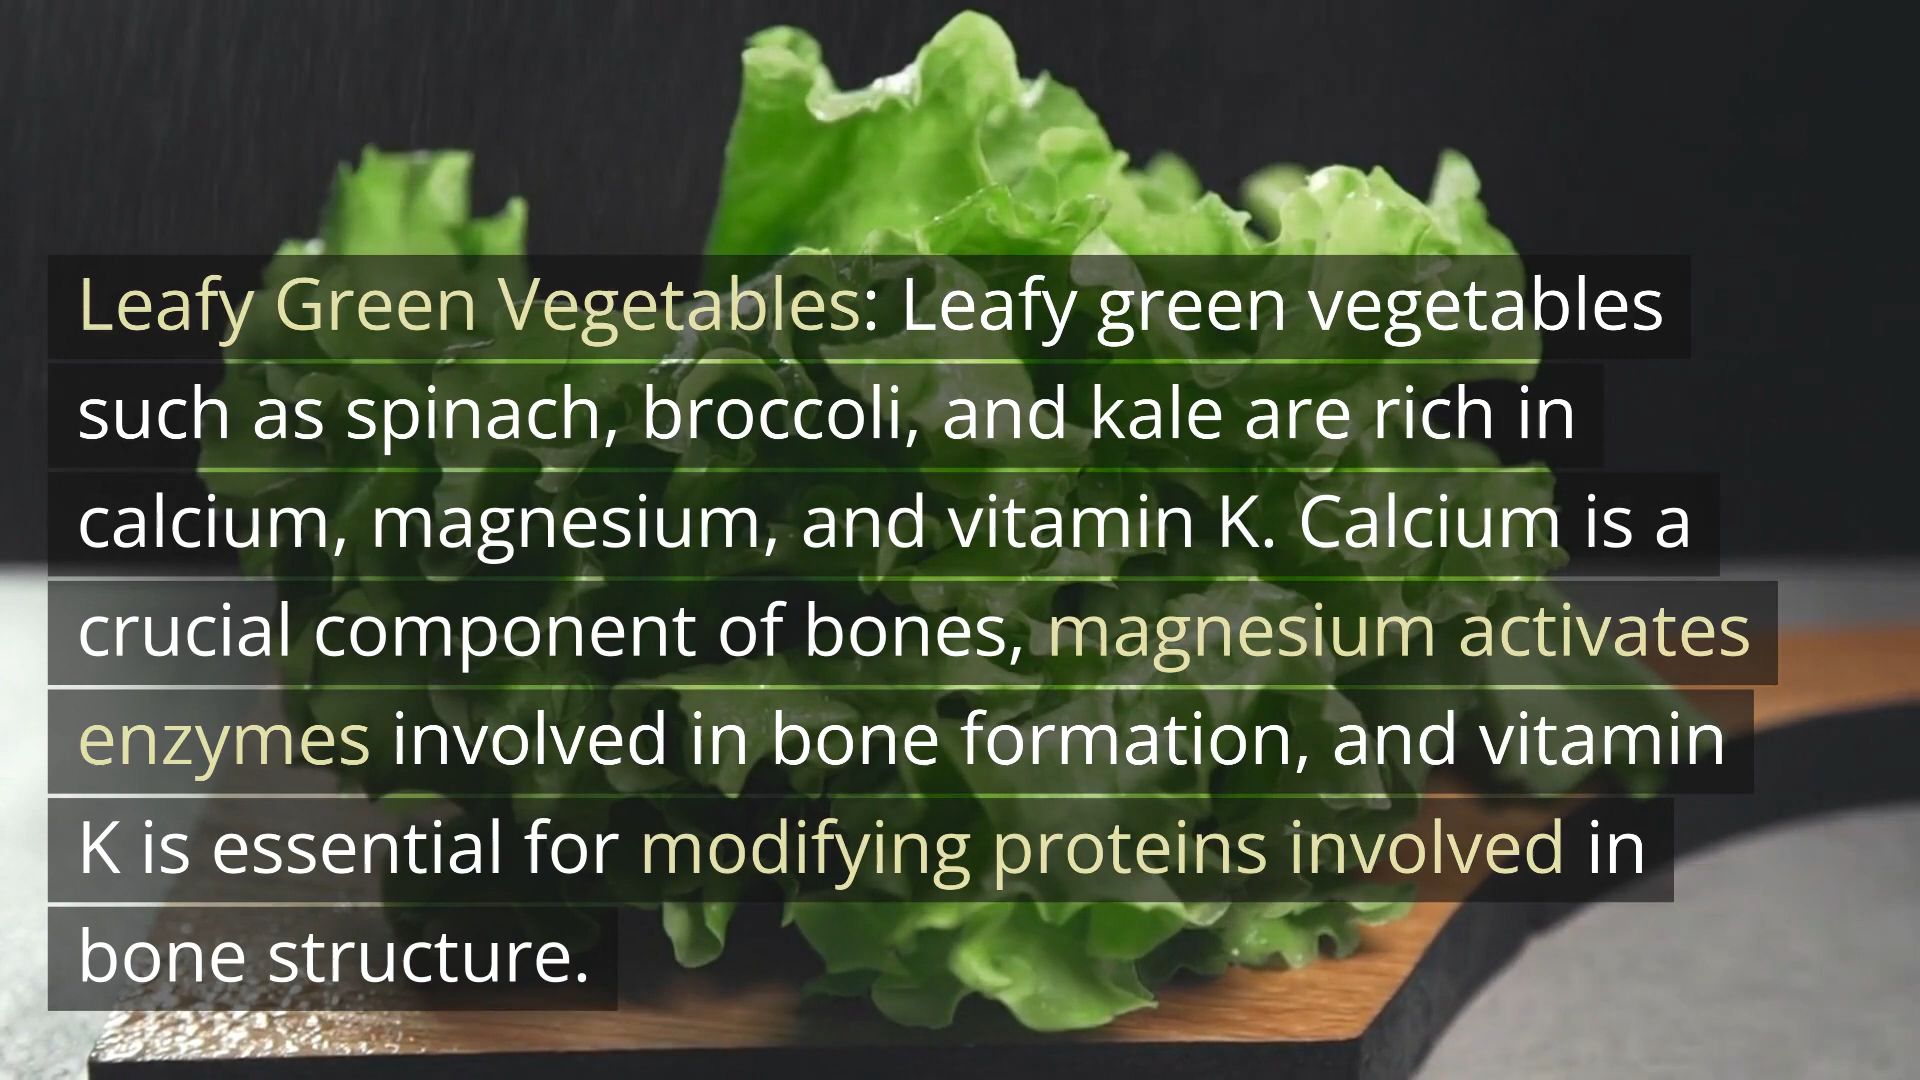 Leafy Green Vegetables: Leafy green vegetables
such as spinach, broccoli, and kale are rich in
calcium, magnesium, and vitamin K. Calcium is a
crucial component of bones, magnesium activates
enzymes involved in bone formation, and vitamin
K is essential for modifying proteins involved in
bone structure.